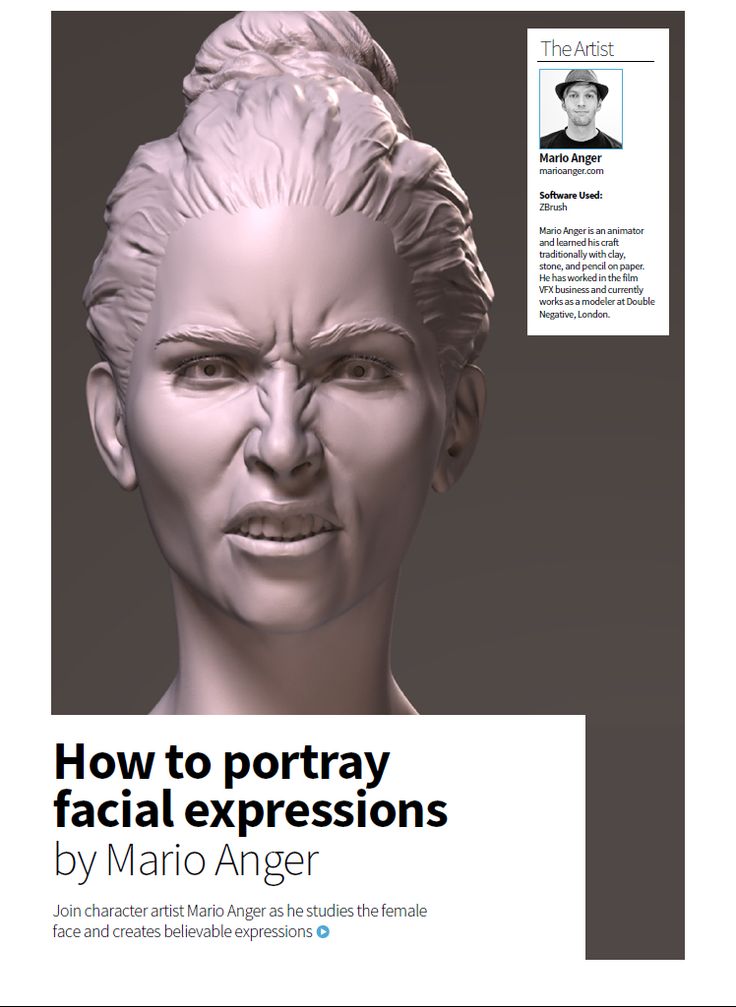 The Artist
Mario Anger
marioanger.com
Software Used:
ZBrush
Mario Anger is an animator
and learned his craft
traditionally with clay,
stone, and pencil on paper.
He has worked in the film
VFX business and currently
works as a modeler at Double
Negative, London.
How to portray
facial expressions
by Mario Anger
Join character artist Mario Anger as he studies the female
face and creates believable expressions